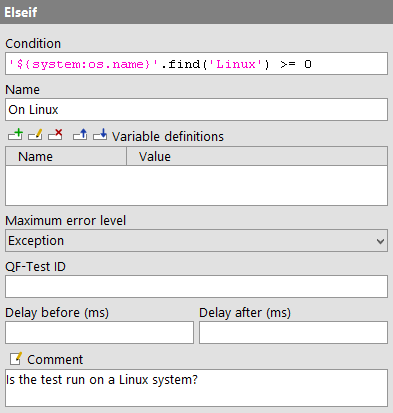 Elseif
Condition
'${system:os.name}'.find('Linux') >= 0
Name
On Linux
Variable definitions
Name Value
Maximum error level
Exception
QF-Test ID
Delay before (ms) Delay after (ms)
Comment
Is the test run on a Linux system?